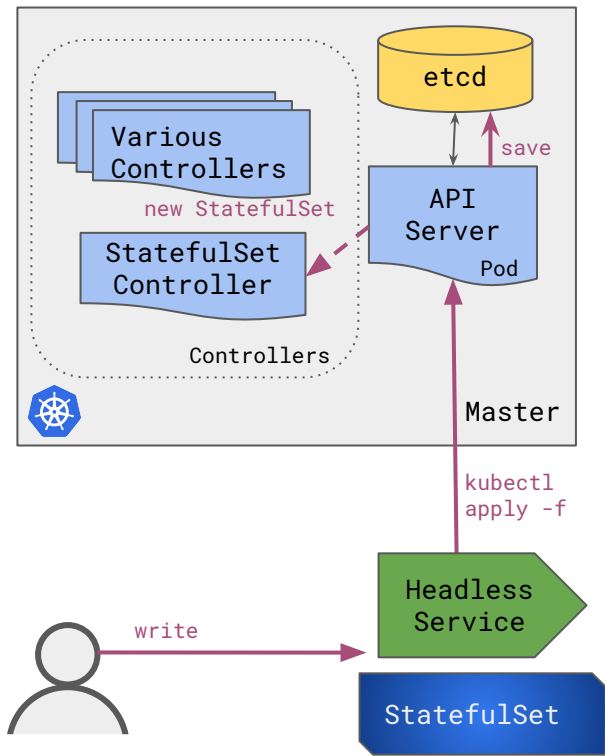 etcd
save
Various
Controllers
new StatefulSet
API
Server
Pod
StatefulSet
Controller
Controllers
Master
kubectl
apply -f
Headless
Service
write
StatefulSet